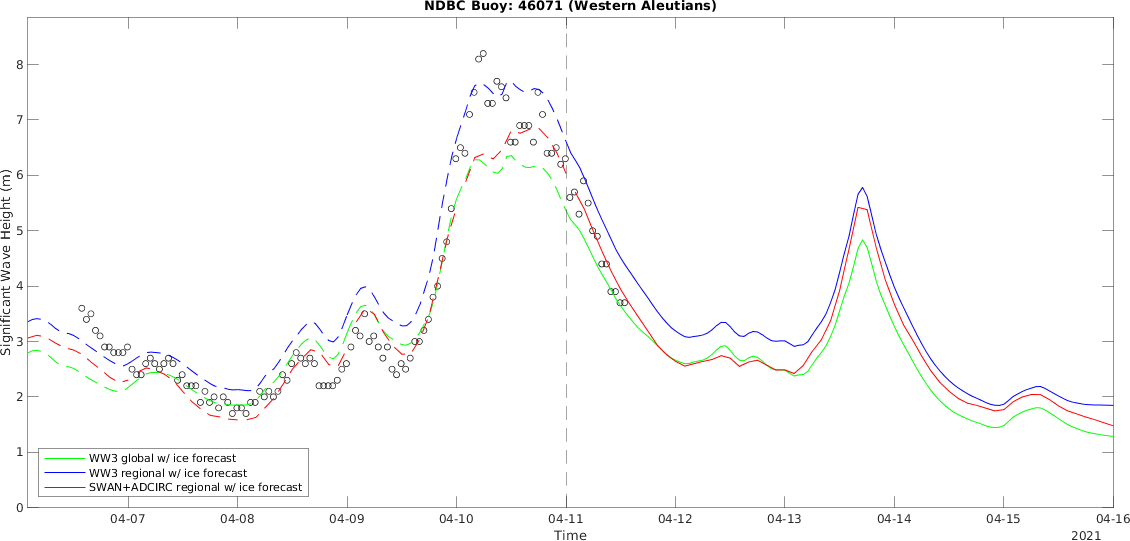 NDBC Buoy: 46071 (Western Aleutians)
Significant Wave Height (m)
8
7
6
5
4
3
2
1
0
WW3 global w/ ice forecast
WW3 regional w/ ice forecast
SWAN+ADCIRC regional w/ ice forecast
04-07 04-08 04-09 04-10 04-11 04-12 04-13 04-14 04-15 04-16
Time
2021